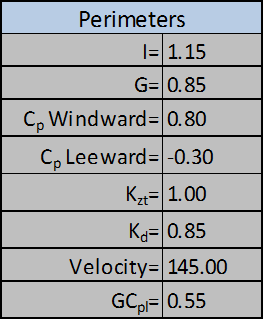 Perimeters
I= 1.15
G= 0.85
Cp Windward= 0.80
Cp Leeward= -0.30
Kzt= 1.00
Kd= 0.85
Velocity= 145.00
GCpl= 0.55